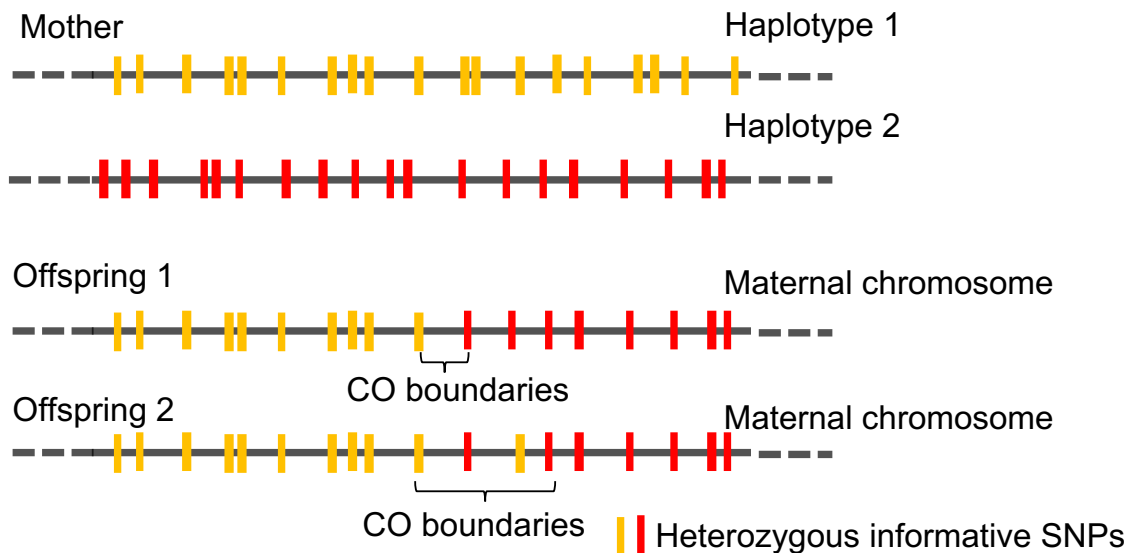 Mother
Haplotype 1
Haplotype 2
Offspring 1
Maternal chromosome
CO boundaries
Offspring 2
Maternal chromosome
CO boundaries
Heterozygous informative SNPs